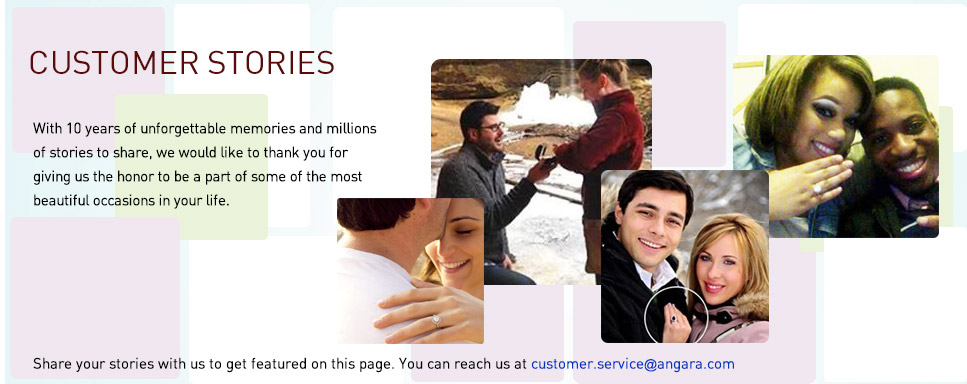 CUSTOMER STORIES
With 10 years of unforgettable memories and millions
of stories to share, we would like to thank you for
giving us the honor to be a part of some of the most
beautiful occasions in your life.
Share your stories with us to get featured on this page. You can reach us at customer.service@angara.com